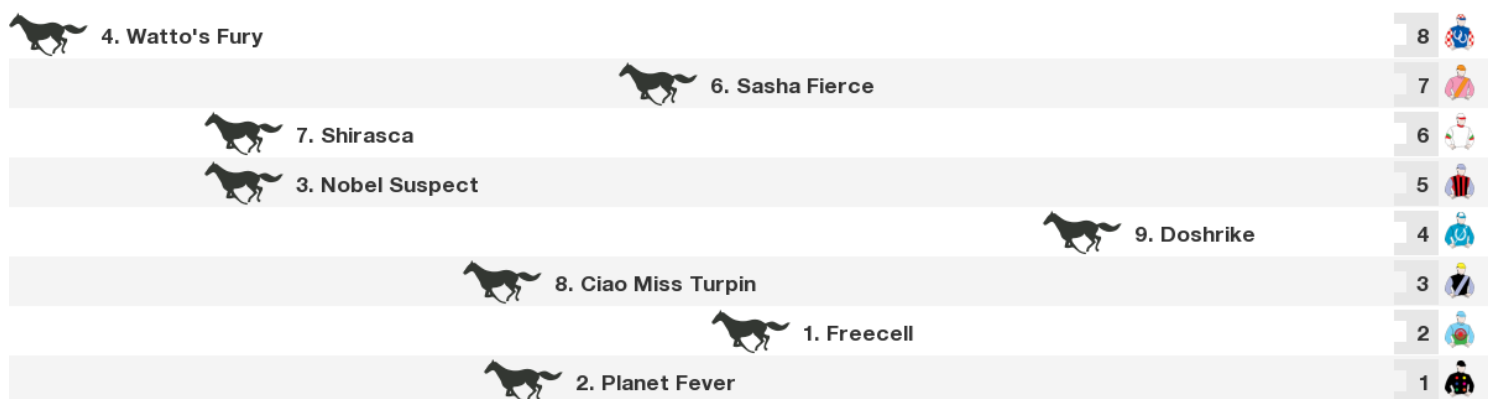 4. Watto's Fury 8
6. Sasha Fierce 7
7. Shirasca 6
3. Nobel Suspect 5
9. Doshrike 4
8. Ciao Miss Turpin 3
1. Freecell 2
2. Planet Fever 1